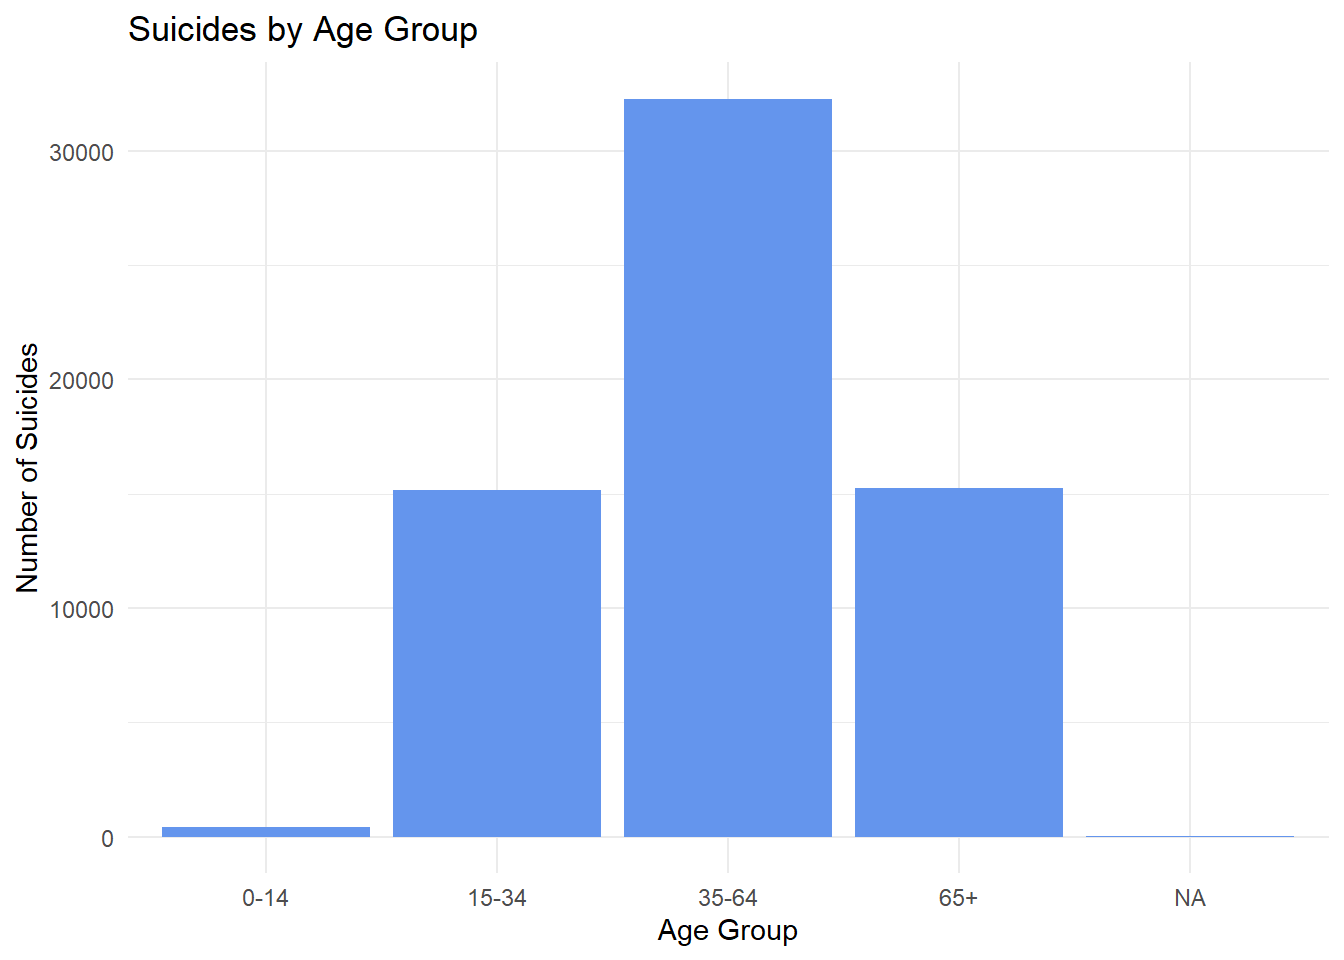 Suicides by Age Group
Number of Suicides
30000
20000
10000
0
0-14
15-34
35-64
65+
NA
Age Group